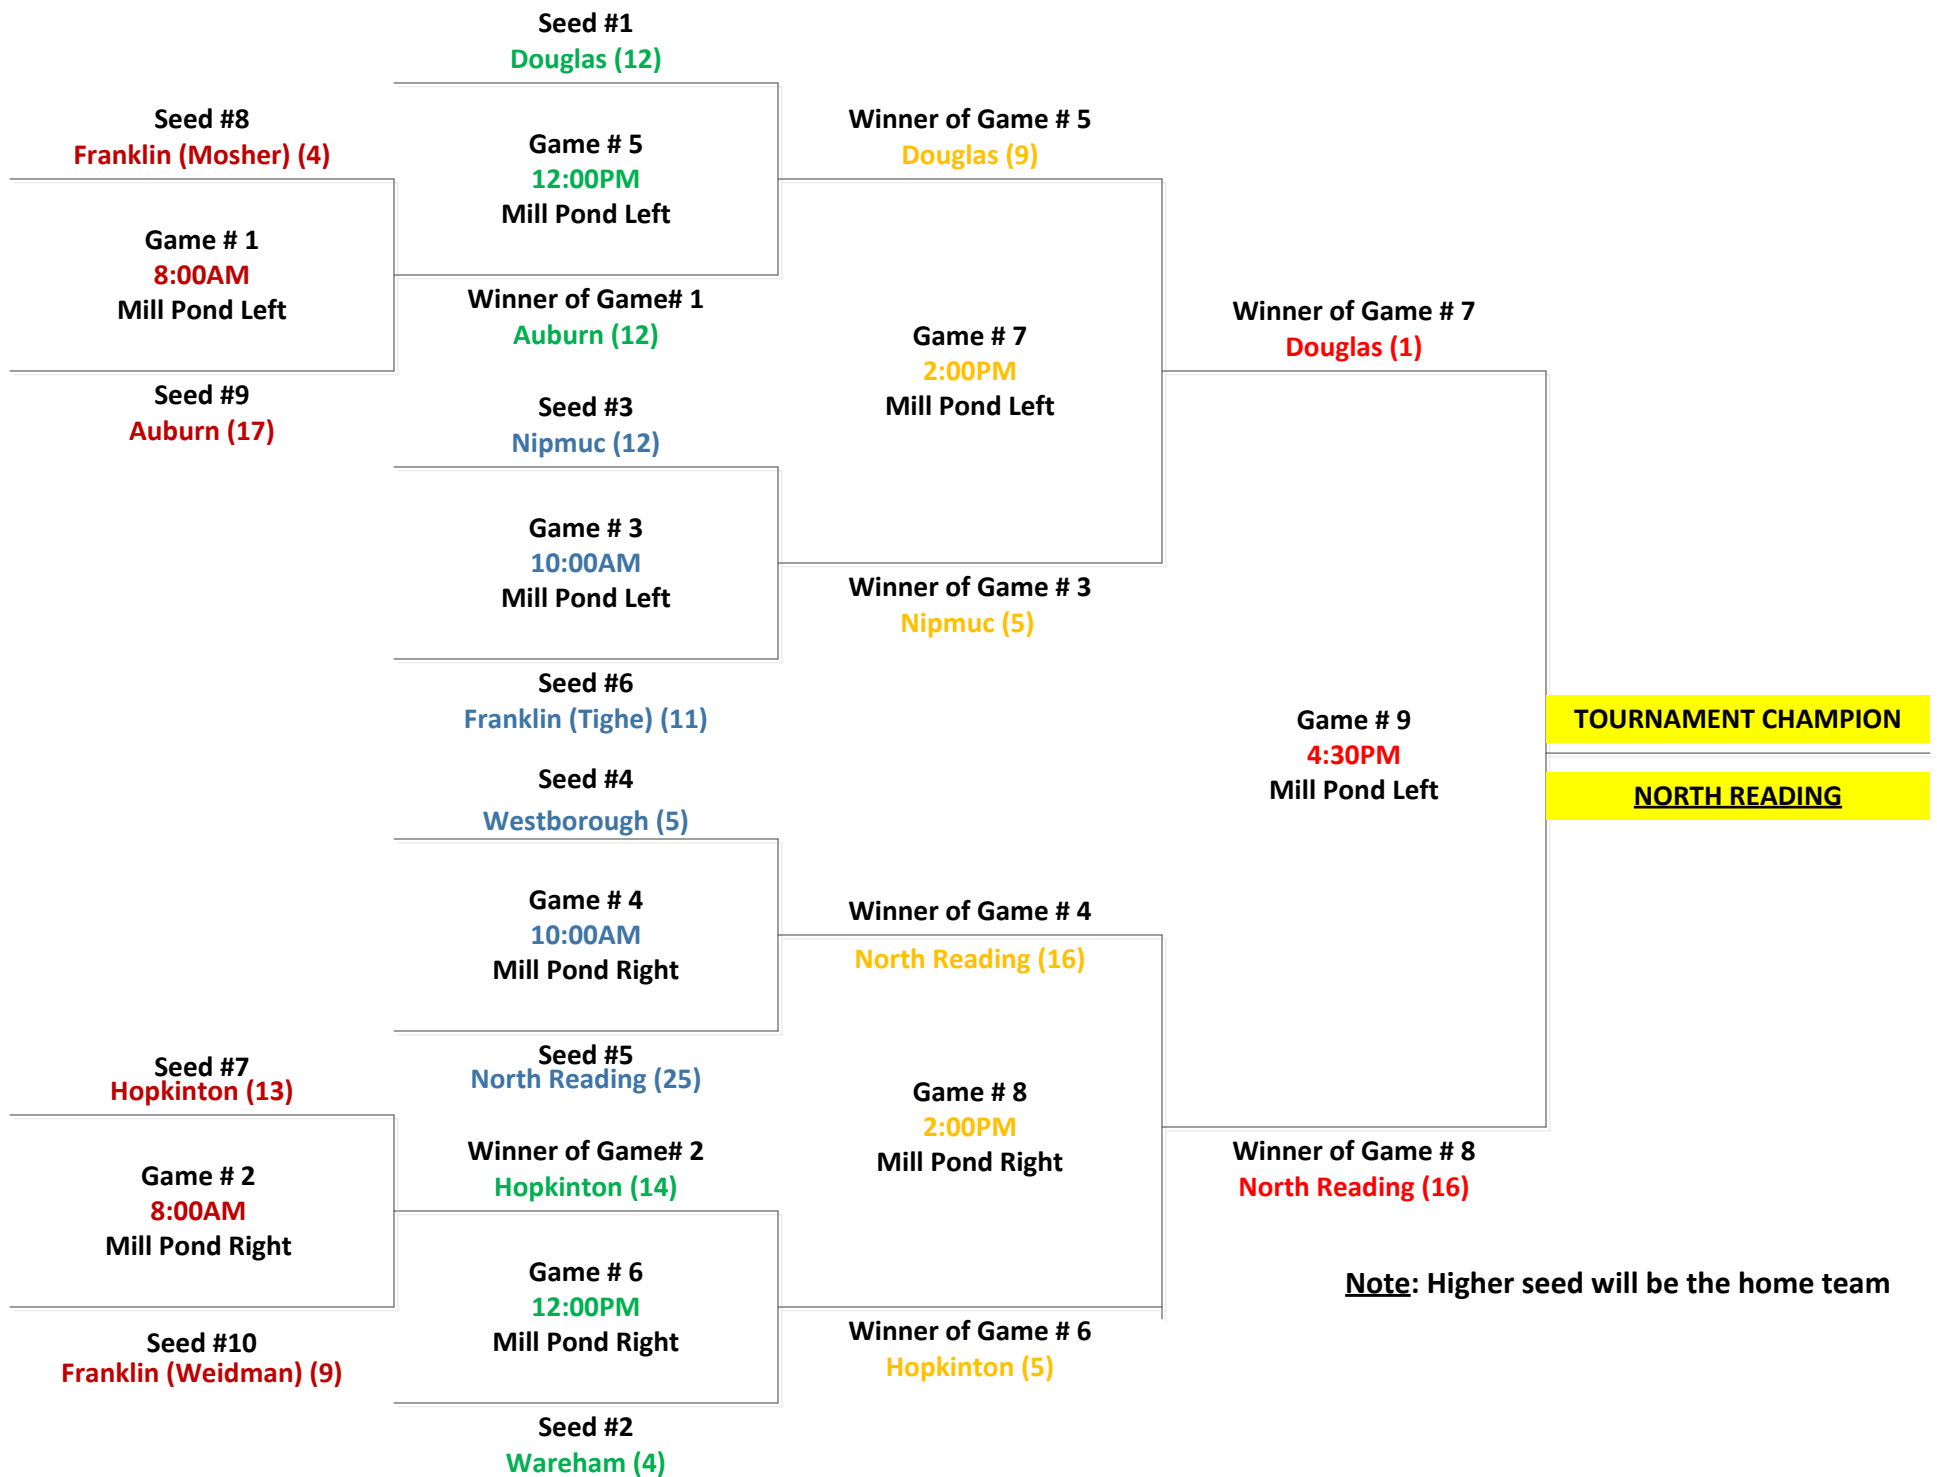 Seed #1
Douglas (12)
Seed #8
Franklin (Mosher) (4)
Game # 5
12:00PM
Mill Pond Left
Winner of Game # 5
Douglas (9)
Game # 1
8:00AM
Mill Pond Left
Winner of Game# 1
Auburn (12)
Seed #9
Auburn (17)
Game # 7
2:00PM
Mill Pond Left
Winner of Game # 7
Douglas (1)
Seed #3
Nipmuc (12)
Game # 3
10:00AM
Mill Pond Left
Winner of Game # 3
Nipmuc (5)
Seed #6
Franklin (Tighe) (11)
Game # 9
4:30PM
Mill Pond Left
TOURNAMENT CHAMPION
NORTH READING
Seed #4
Westborough (5)
Game # 4
10:00AM
Mill Pond Right
Winner of Game # 4
North Reading (16)
Seed #5
North Reading (25)
Seed #7
Hopkinton (13)
Game # 8
2:00PM
Mill Pond Right
Winner of Game# 2
Hopkinton (14)
Winner of Game # 8
North Reading (16)
Game # 2
8:00AM
Mill Pond Right
Game # 6
12:00PM
Mill Pond Right
Note: Higher seed will be the home team
Seed #10
Franklin (Weidman) (9)
Winner of Game # 6
Hopkinton (5)
Seed #2
Wareham (4)